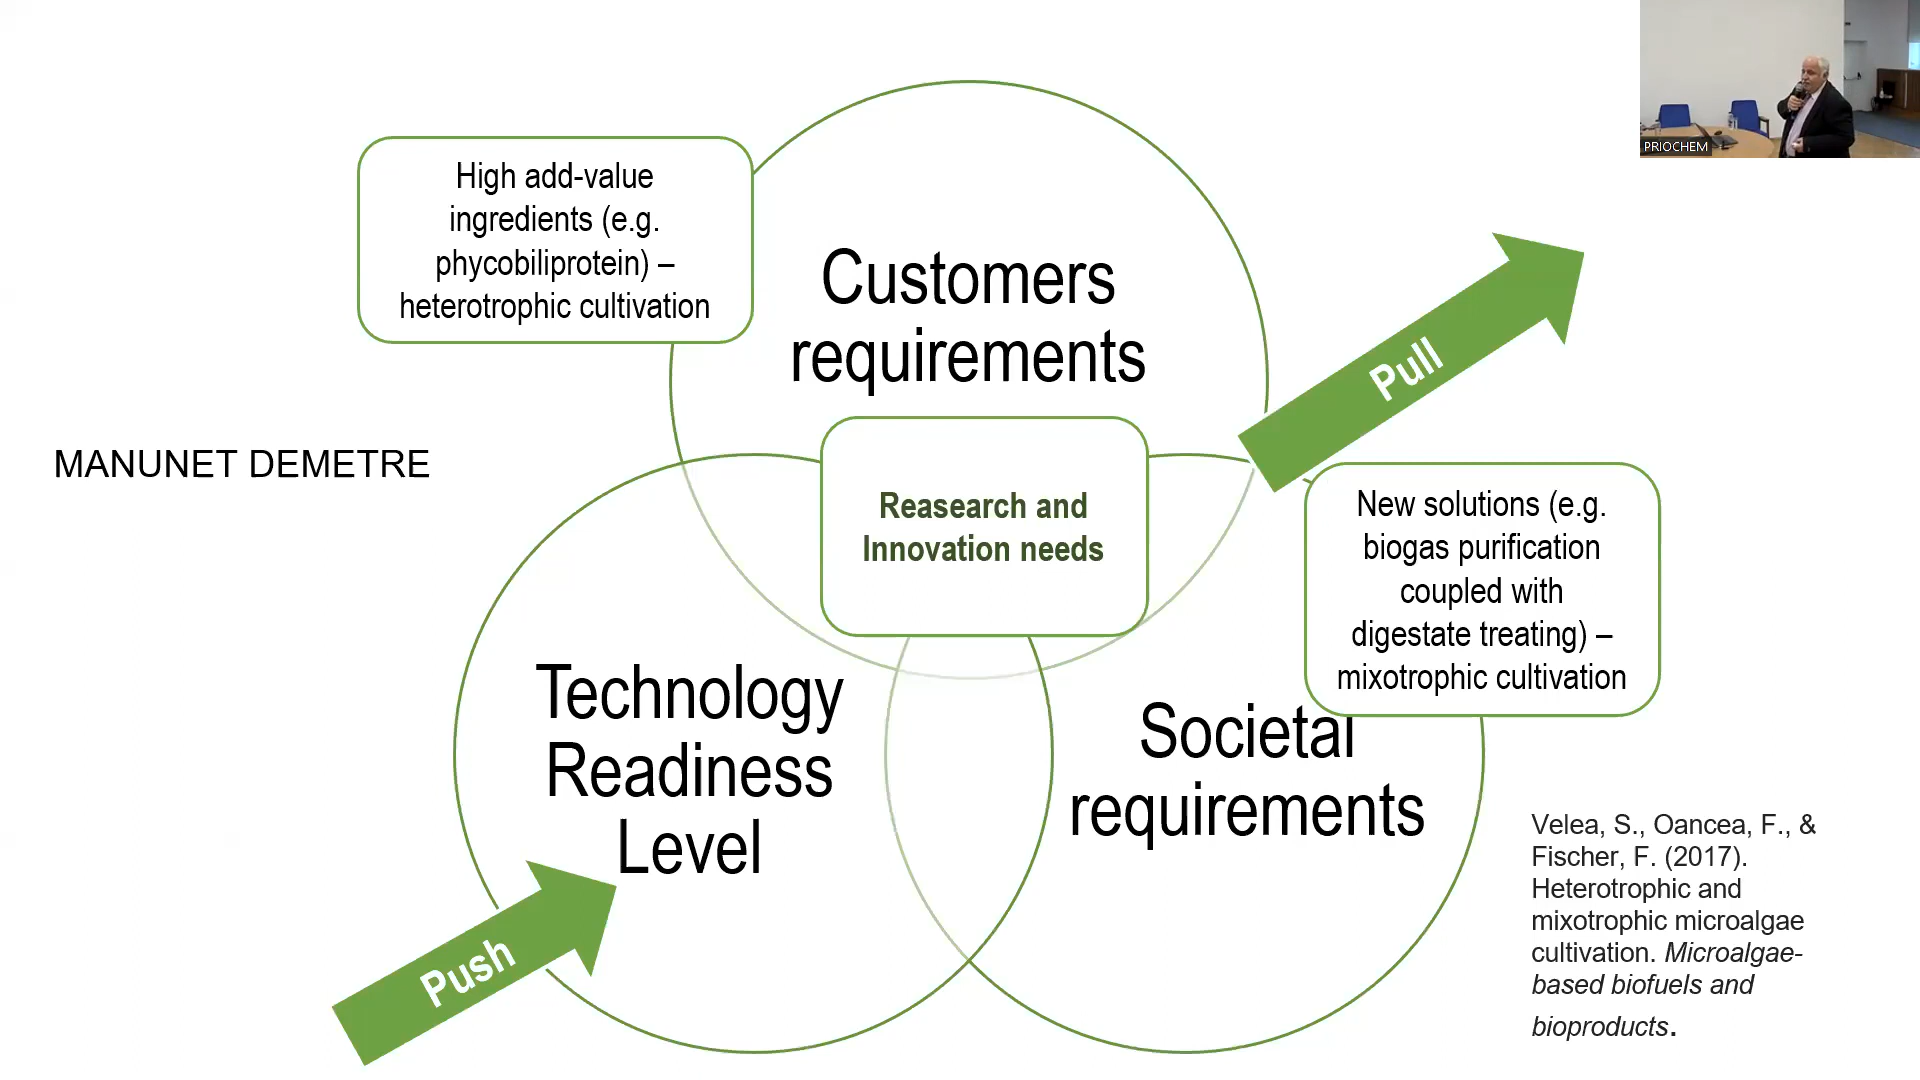 PRIOCHEM
High add-value
ingredients (e.g.
phycobiliprotein) –
heterotrophic cultivation
Customers
requirements
Pull
MANUNET DEMETRE
Reasearch and
Innovation needs
New solutions (e.g.
biogas purification
coupled with
digestate treating) –
mixotrophic cultivation
Technology
Readiness
Level
Societal
requirements
Push
Velea, S., Oancea, F., &
Fischer, F. (2017).
Heterotrophic and
mixotrophic microalgae
cultivation. Microalgae-
based biofuels and
bioproducts.